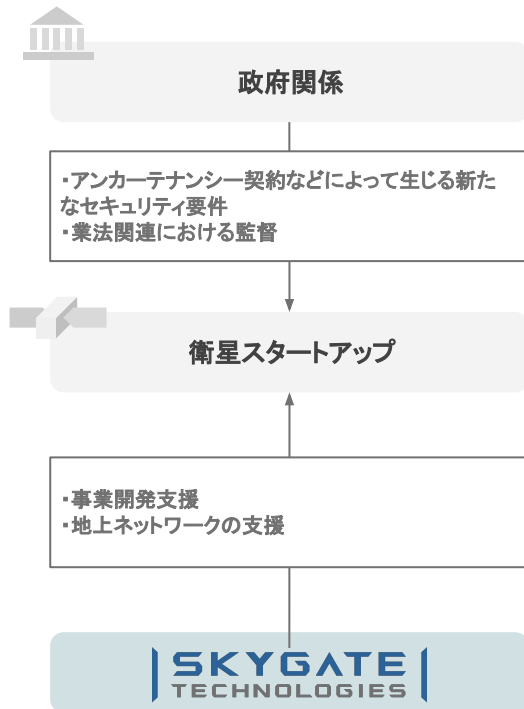 政府関係
・アンカーテナンシー契約などによって生じる新た
なセキュリティ要件
・業法関連における監督
衛星スタートアップ
・事業開発支援
・地上ネットワークの支援
SKYGATE
TECHNOLOGIES